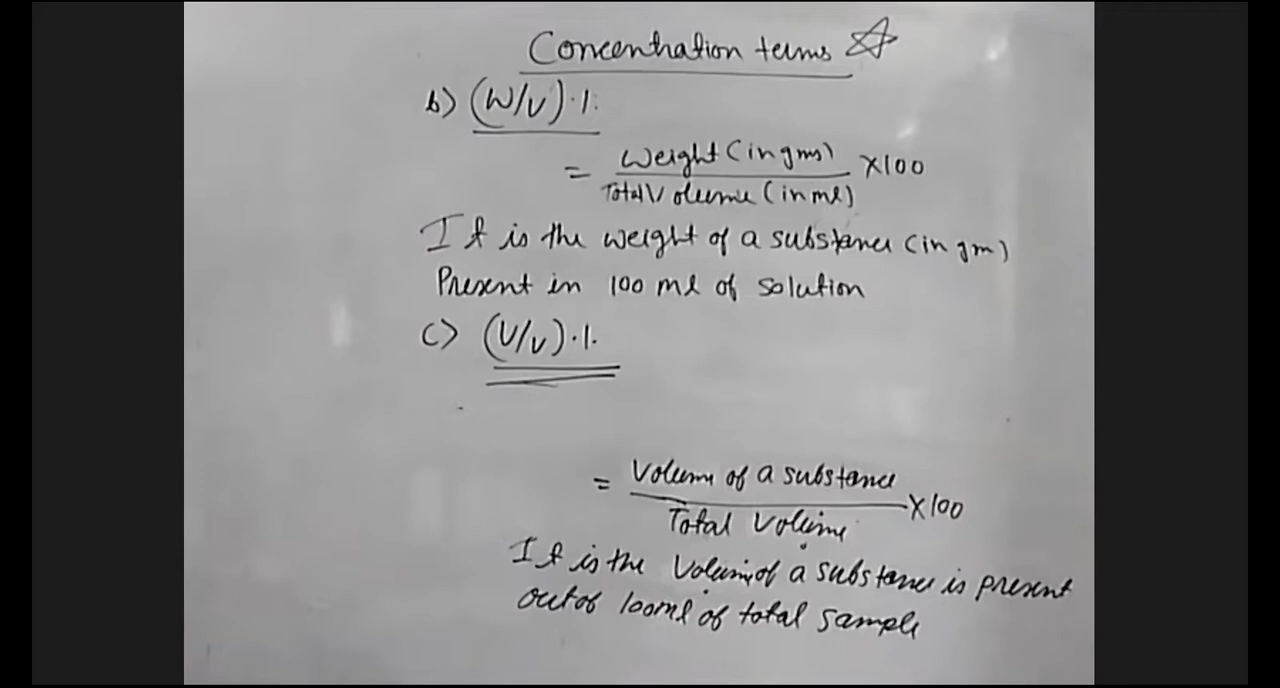 Concentration terms
b) (W/V)·/.
= Weight (in gms) / Total Volume (in ml) X100
It is the weight of a substance (in gm)
Present in 100 ml of solution
c) (V/V)·/.
= Volume of a substance / Total Volume X100
It is the Volume of a substance is present
out of 100ml of total sample